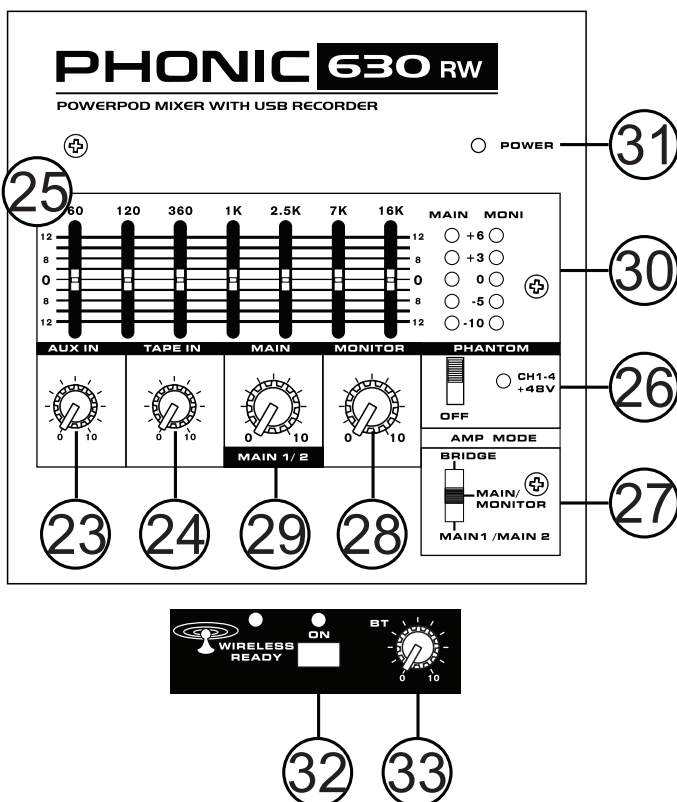 PHONIC 630 RW
POWERPOD MIXER WITH USB RECORDER
POWER 31
25
60 120 360 1K 2.5K 7K 16K MAIN MONI
12 12 +6
8 8 +3
0 0 0 30
8 8 -5
12 12 -10
AUX IN TAPE IN MAIN MONITOR PHANTOM
CH1-4
+48V 26
OFF
0 10 0 10 0 10 0 10
AMP MODE
MAIN 1/ 2 BRIDGE
MAIN/
MONITOR 27
MAIN1 /MAIN 2
23 24 29 28
BT
ON
WIRELESS
READY
0 10
32 33